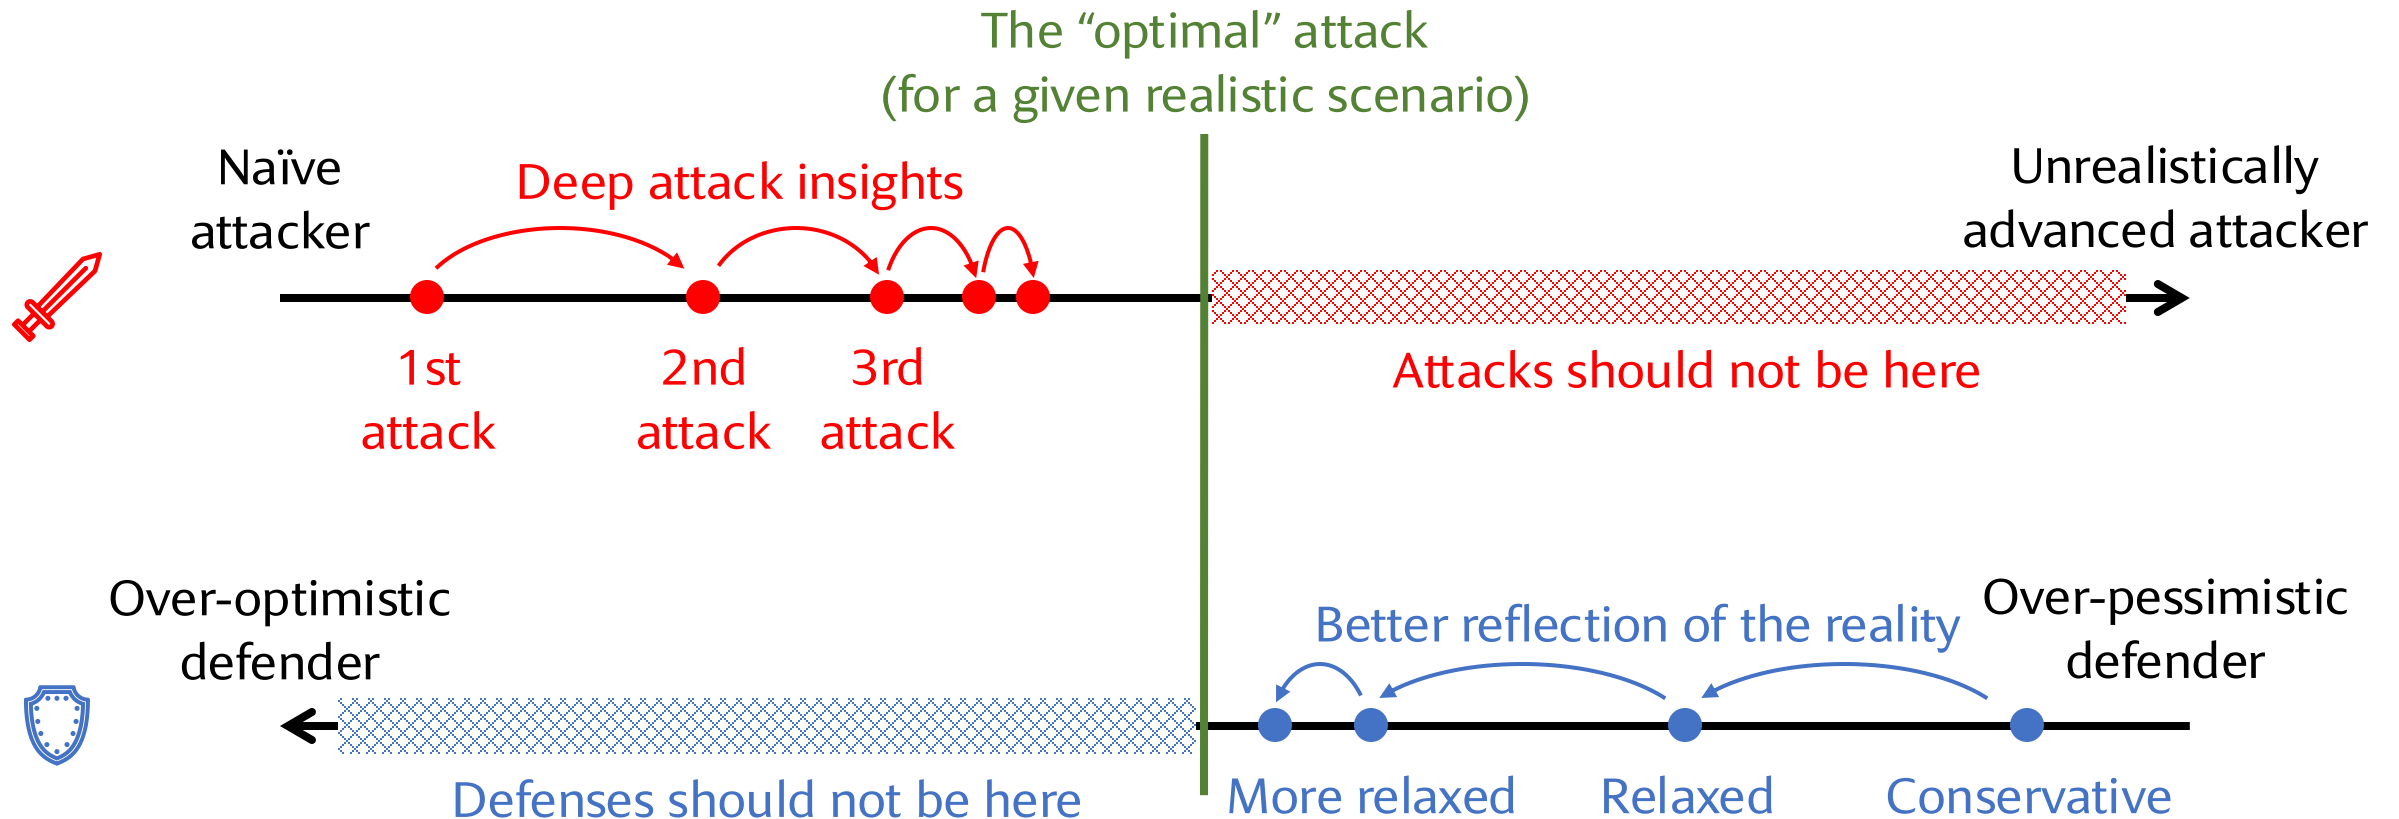 The “optimal” attack
(for a given realistic scenario)
Naïve
attacker
Deep attack insights
Unrealistically
advanced attacker
1st
attack
2nd
attack
3rd
attack
Attacks should not be here
Over-optimistic
defender
Better reflection of the reality
Over-pessimistic
defender
Defenses should not be here
More relaxed
Relaxed
Conservative